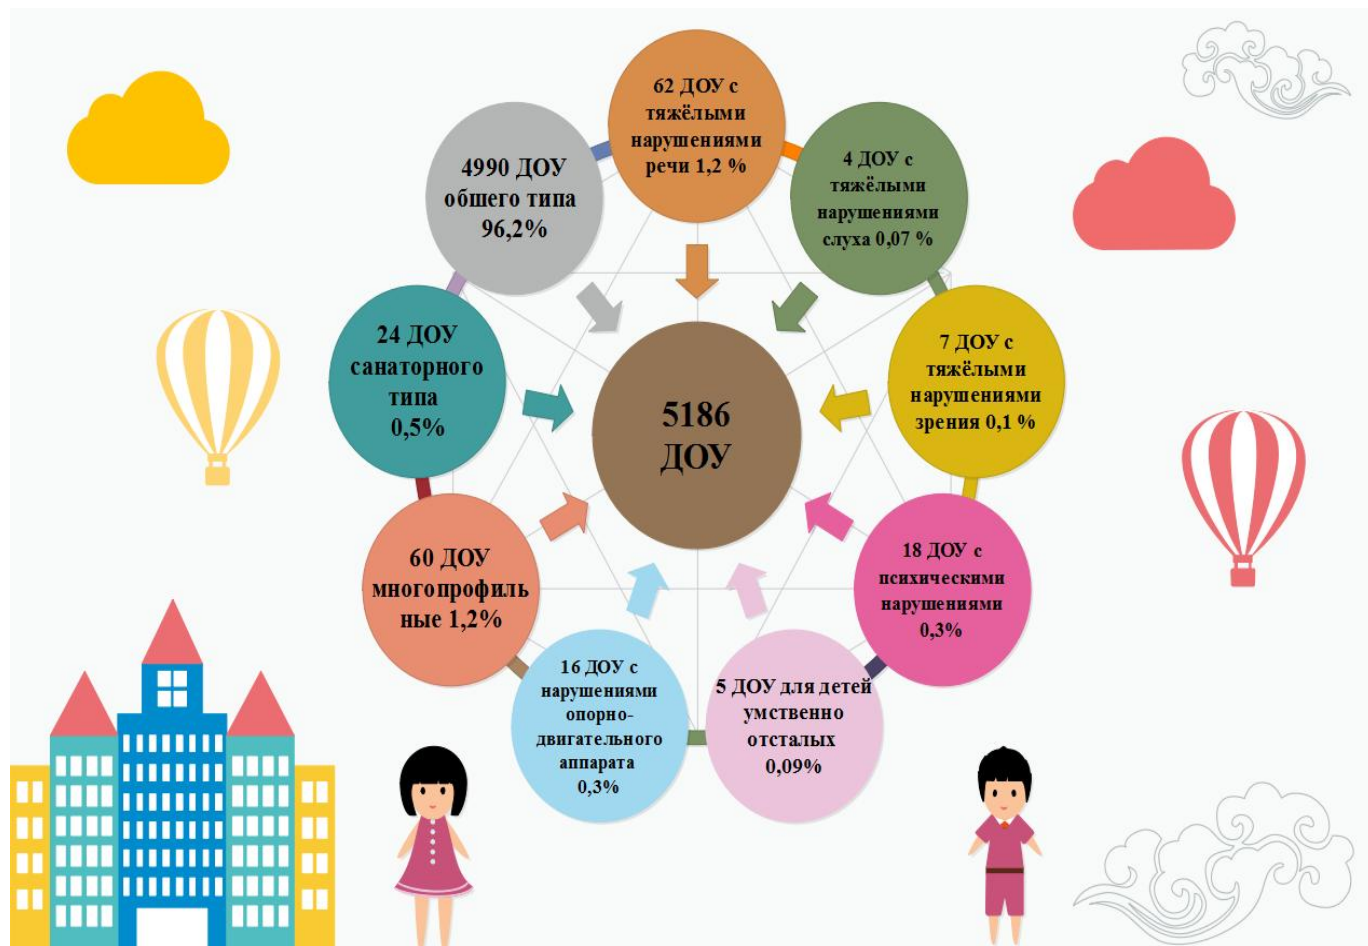 62 ДОУ с
тяжёлыми
нарушениями
речи 1,2 %
4 ДОУ с
тяжёлыми
нарушениями
слуха 0,07 %
7 ДОУ с
тяжёлыми
нарушениями
зрения 0,1 %
18 ДОУ с
психическими
нарушениями
0,3%
5 ДОУ для детей
умственно
отсталых
0,09%
16 ДОУ с
нарушениями
опорно-
двигательного
аппарата
0,3%
60 ДОУ
многопрофиль
ные 1,2%
24 ДОУ
санаторного
типа
0,5%
4990 ДОУ
обшего типа
96,2%
5186
ДОУ